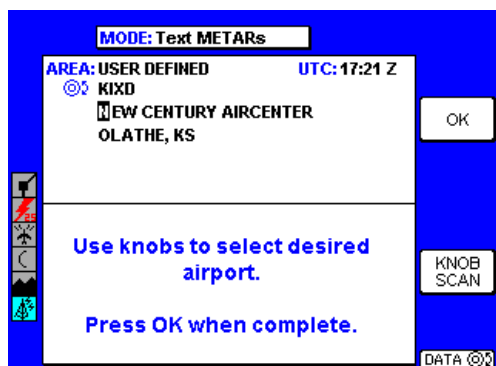 MODE: Text METARs
AREA: USER DEFINED UTC: 17:21 Z
KIXD
NEW CENTURY AIRCENTER
OLATHE, KS
OK
25
Use knobs to select desired
airport.
KNOB
SCAN
Press OK when complete.
DATA